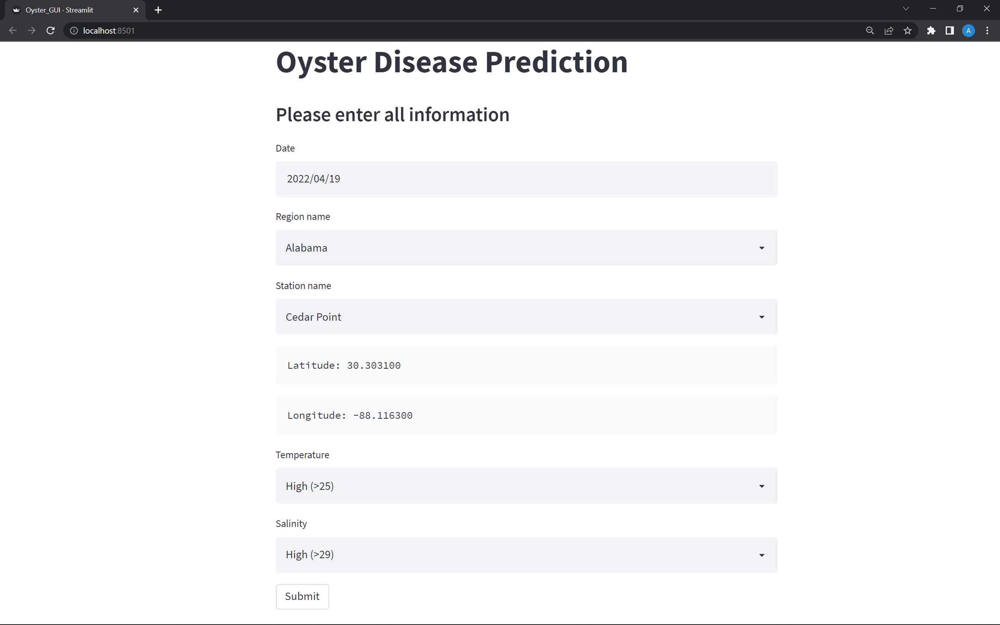 Oyster_GUI · Streamlit
localhost:8501
A
Oyster Disease Prediction
Please enter all information
Date
2022/04/19
Region name
Alabama
Station name
Cedar Point
Latitude: 30.303100
Longitude: -88.116300
Temperature
High (>25)
Salinity
High (>29)
Submit